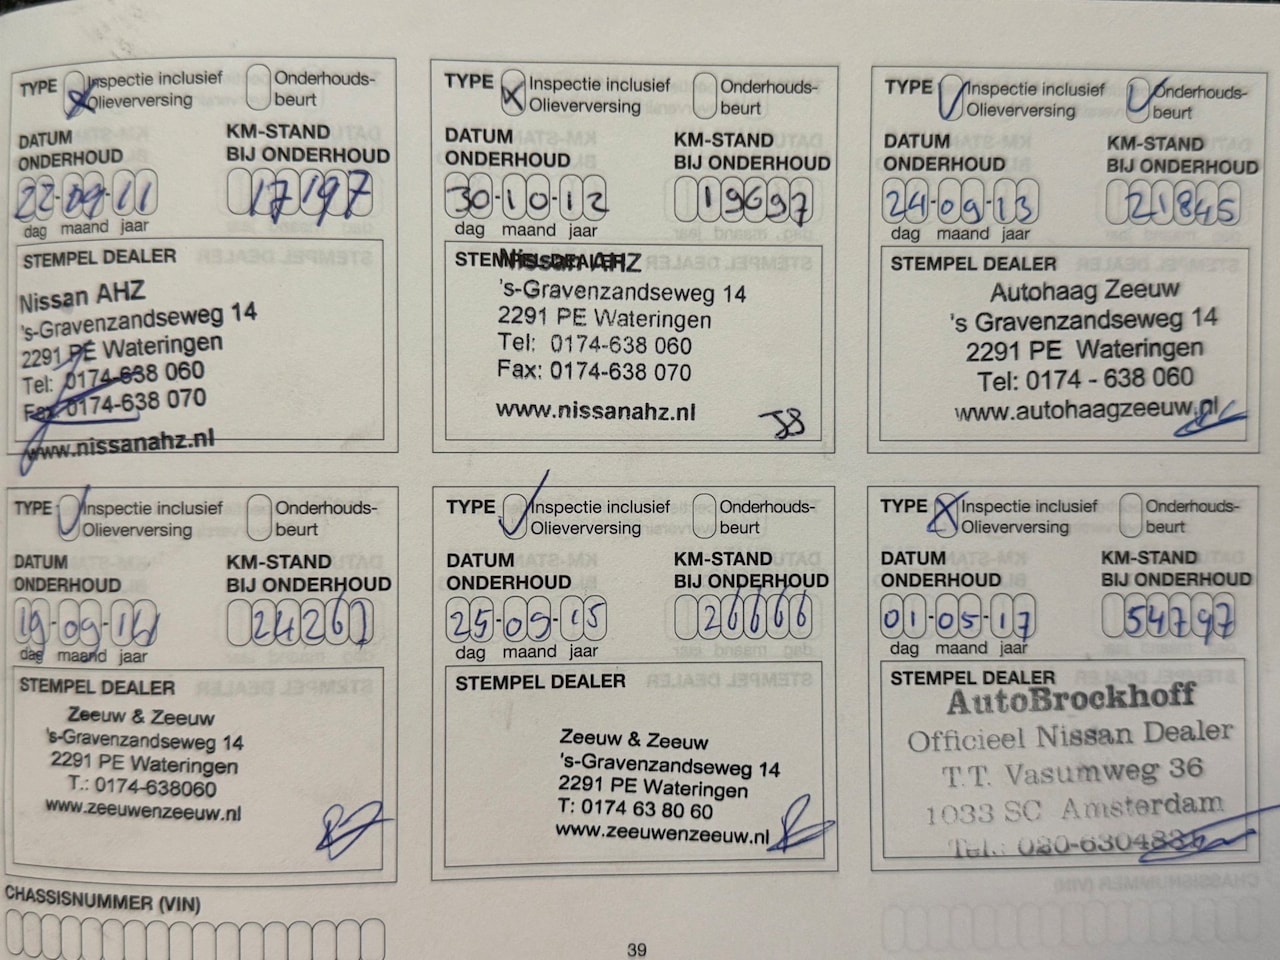 TYPE Inspectie inclusief Olieverversing Onderhouds-beurt
DATUM ONDERHOUD KM-STAND BIJ ONDERHOUD
22-09-11 17197
dag maand jaar
STEMPEL DEALER
Nissan AHZ
's-Gravenzandseweg 14
2291 PE Wateringen
Tel: 0174-638 060
Fax: 0174-638 070
www.nissanahz.nl
TYPE Inspectie inclusief Olieverversing Onderhouds-beurt
DATUM ONDERHOUD KM-STAND BIJ ONDERHOUD
30-10-12 19697
dag maand jaar
STEMPEL DEALER
Nissan AHZ
's-Gravenzandseweg 14
2291 PE Wateringen
Tel: 0174-638 060
Fax: 0174-638 070
www.nissanahz.nl
TYPE Inspectie inclusief Olieverversing Onderhouds-beurt
DATUM ONDERHOUD KM-STAND BIJ ONDERHOUD
24-09-13 21845
dag maand jaar
STEMPEL DEALER
Autohaag Zeeuw
's Gravenzandseweg 14
2291 PE Wateringen
Tel: 0174 - 638 060
www.autohaagzeeuw.nl
TYPE Inspectie inclusief Olieverversing Onderhouds-beurt
DATUM ONDERHOUD KM-STAND BIJ ONDERHOUD
19-09-14 24267
dag maand jaar
STEMPEL DEALER
Zeeuw & Zeeuw
's-Gravenzandseweg 14
2291 PE Wateringen
T.: 0174-638060
www.zeeuwenzeeuw.nl
TYPE Inspectie inclusief Olieverversing Onderhouds-beurt
DATUM ONDERHOUD KM-STAND BIJ ONDERHOUD
25-09-15 26666
dag maand jaar
STEMPEL DEALER
Zeeuw & Zeeuw
's-Gravenzandseweg 14
2291 PE Wateringen
T: 0174 63 80 60
www.zeeuwenzeeuw.nl
TYPE Inspectie inclusief Olieverversing Onderhouds-beurt
DATUM ONDERHOUD KM-STAND BIJ ONDERHOUD
01-05-17 54797
dag maand jaar
STEMPEL DEALER
AutoBrockhoff
Officieel Nissan Dealer
T.T. Vasumweg 36
1033 SC Amsterdam
Tel.:
CHASSISNUMMER (VIN)
39